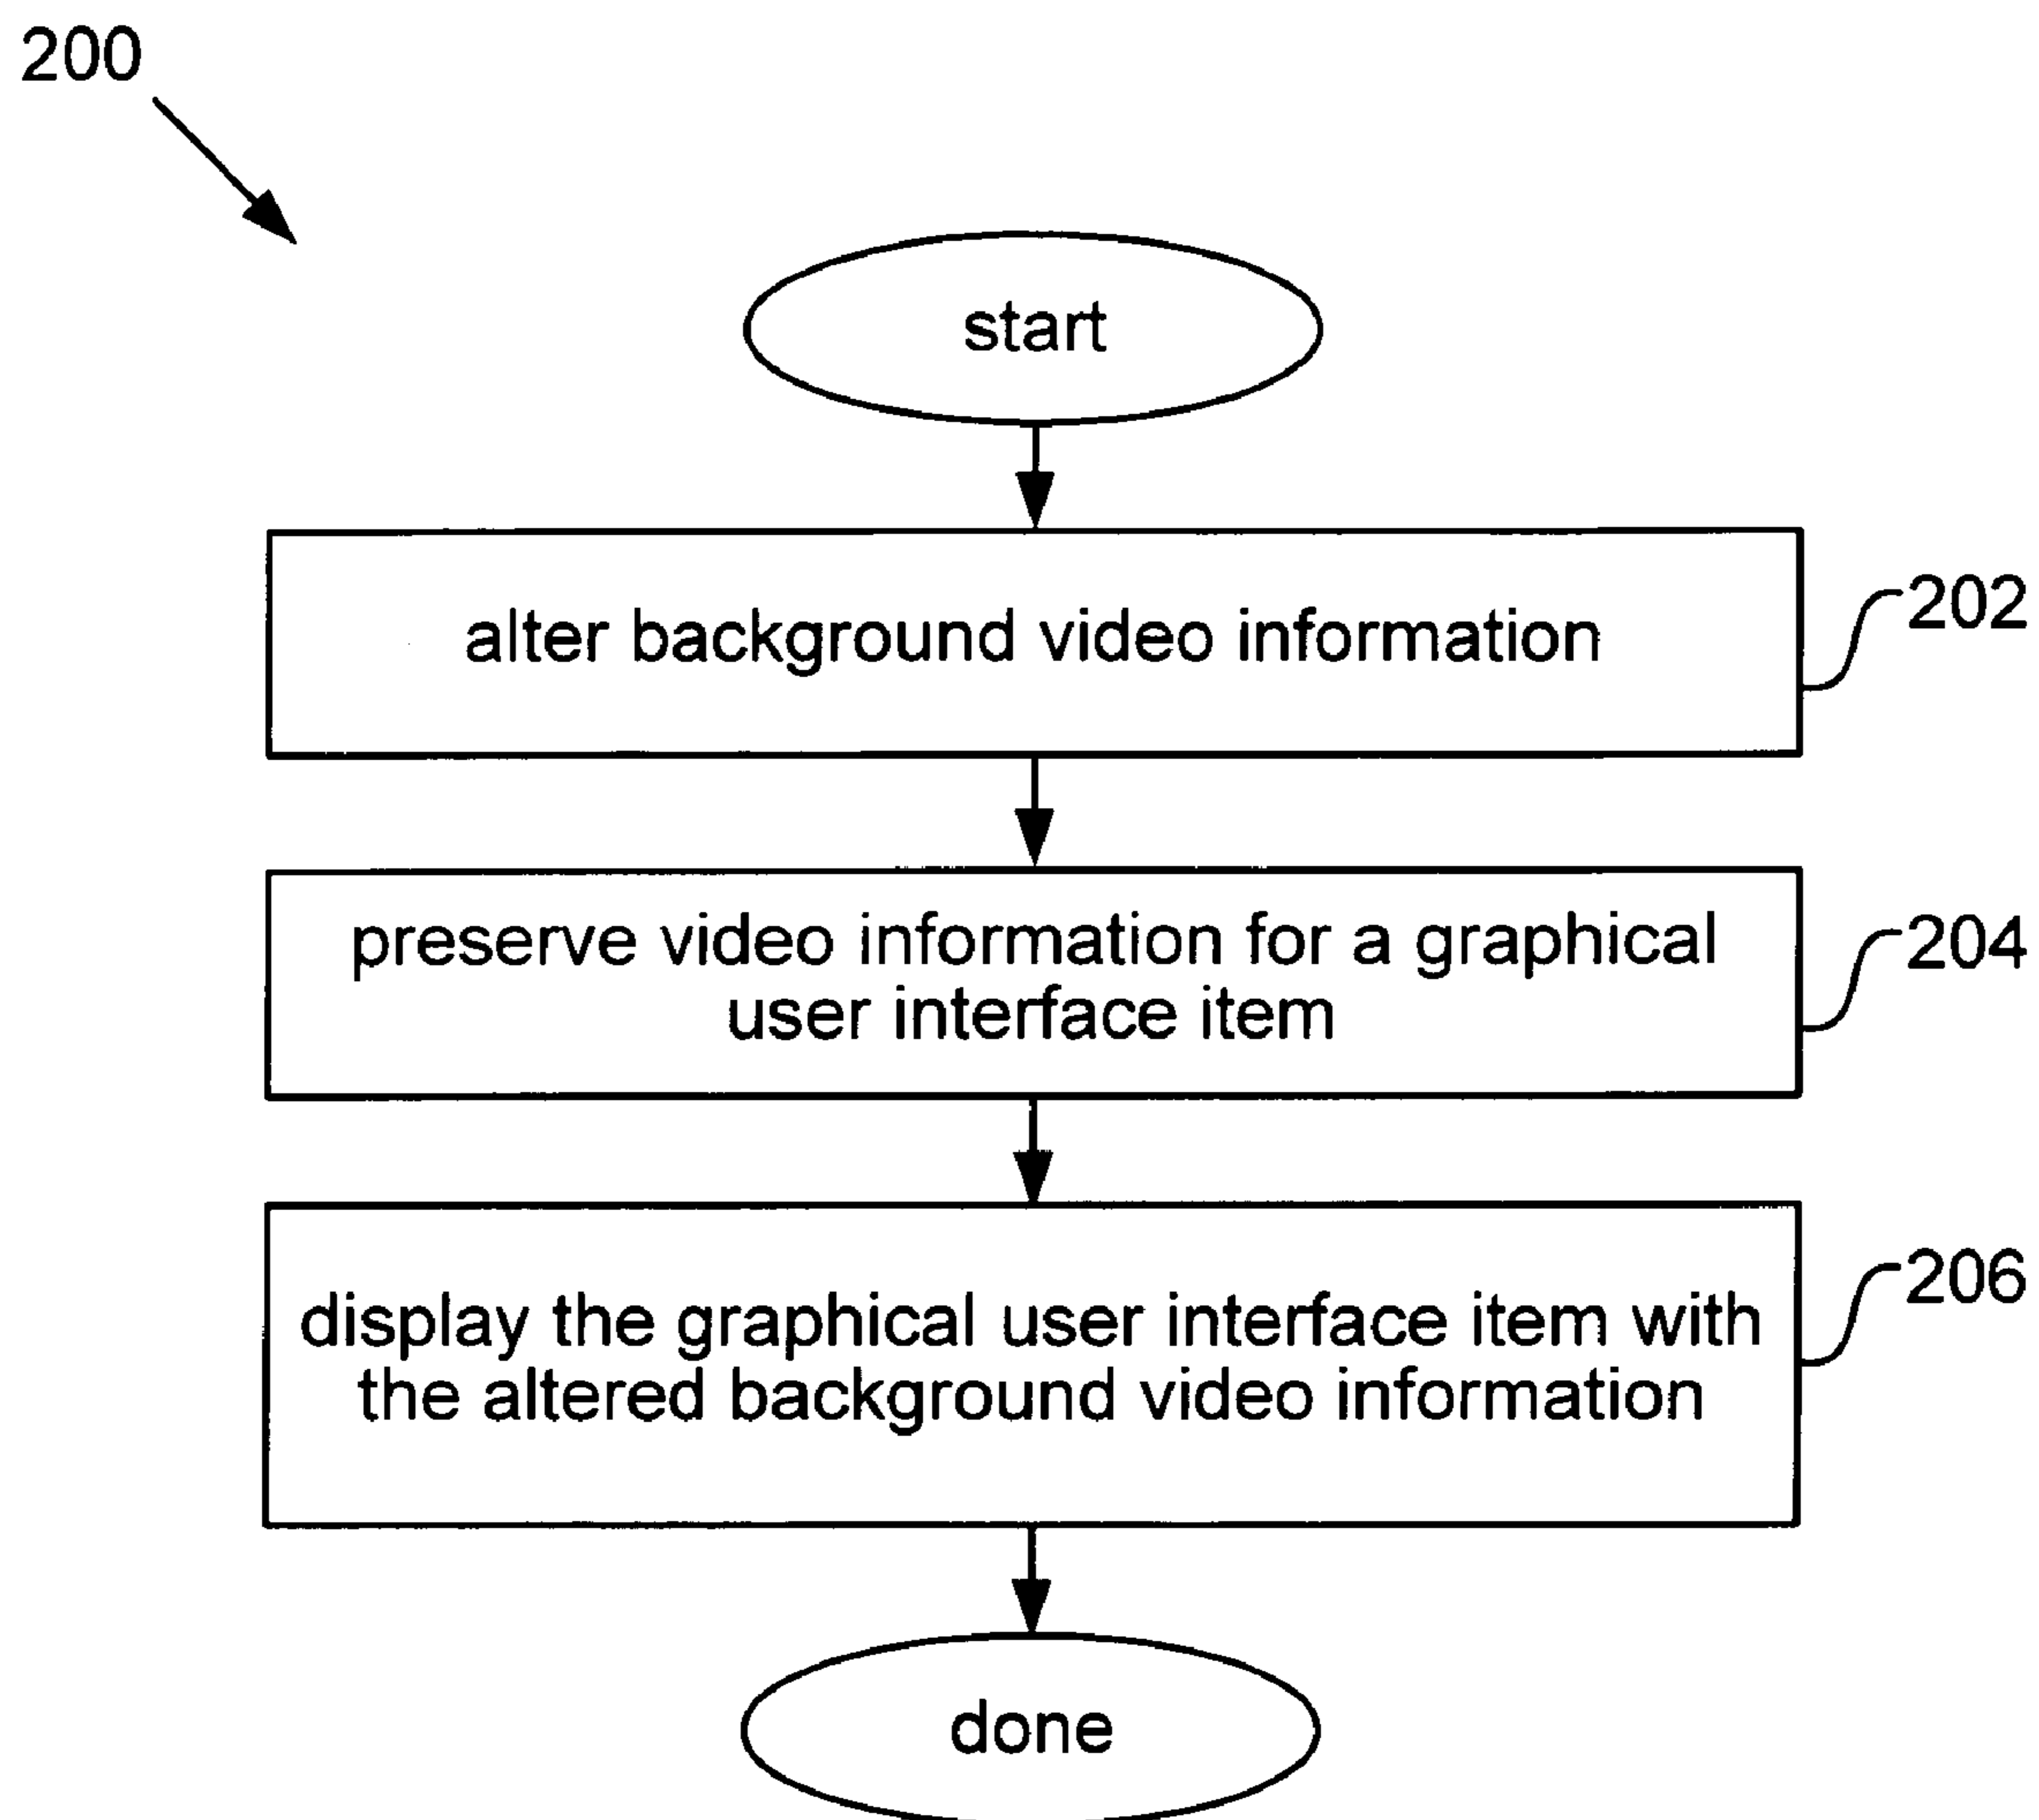 200
start
alter background video information
202
preserve video information for a graphical
user interface item
204
display the graphical user interface item with
the altered background video information
206
done